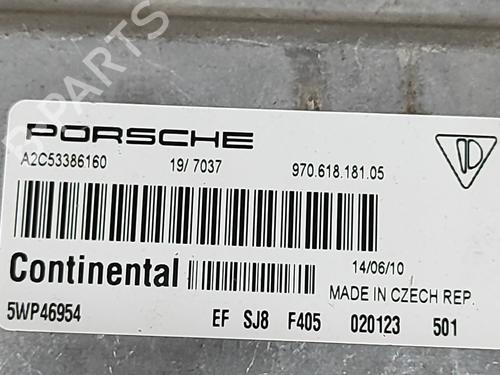 PORSCHE
A2C53386160 19/7037 970.618.181.05
Continental 14/06/10
MADE IN CZECH REP.
5WP46954 EF SJ8 F405 020123 501